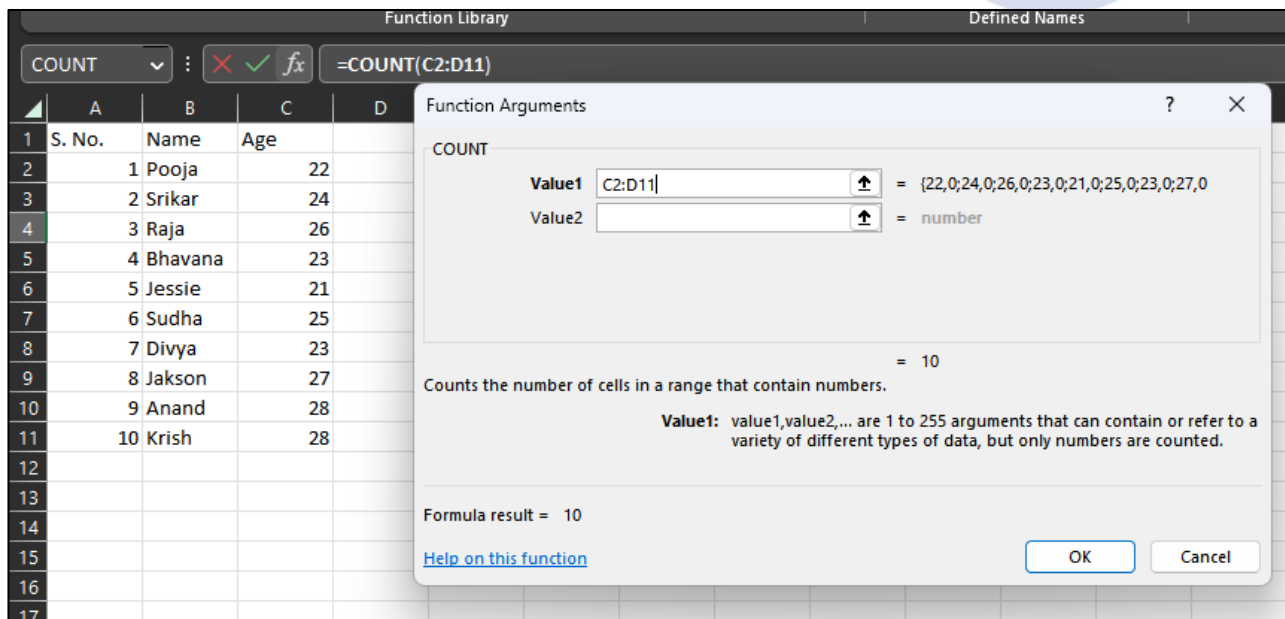 Function Library Defined Names
COUNT fx =COUNT(C2:D11)
A B C D
Function Arguments ? X
1 S. No. Name Age
COUNT
2 1 Pooja 22
Value1 C2:D11 = {22,0;24,0;26,0;23,0;21,0;25,0;23,0;27,0
3 2 Srikar 24
Value2 = number
4 3 Raja 26
5 4 Bhavana 23
6 5 Jessie 21
7 6 Sudha 25
8 7 Divya 23
= 10
9 8 Jakson 27
Counts the number of cells in a range that contain numbers.
10 9 Anand 28
Value1: value1,value2,... are 1 to 255 arguments that can contain or refer to a
11 10 Krish 28
variety of different types of data, but only numbers are counted.
12
13
14
Formula result = 10
15
Help on this function OK Cancel
16
17